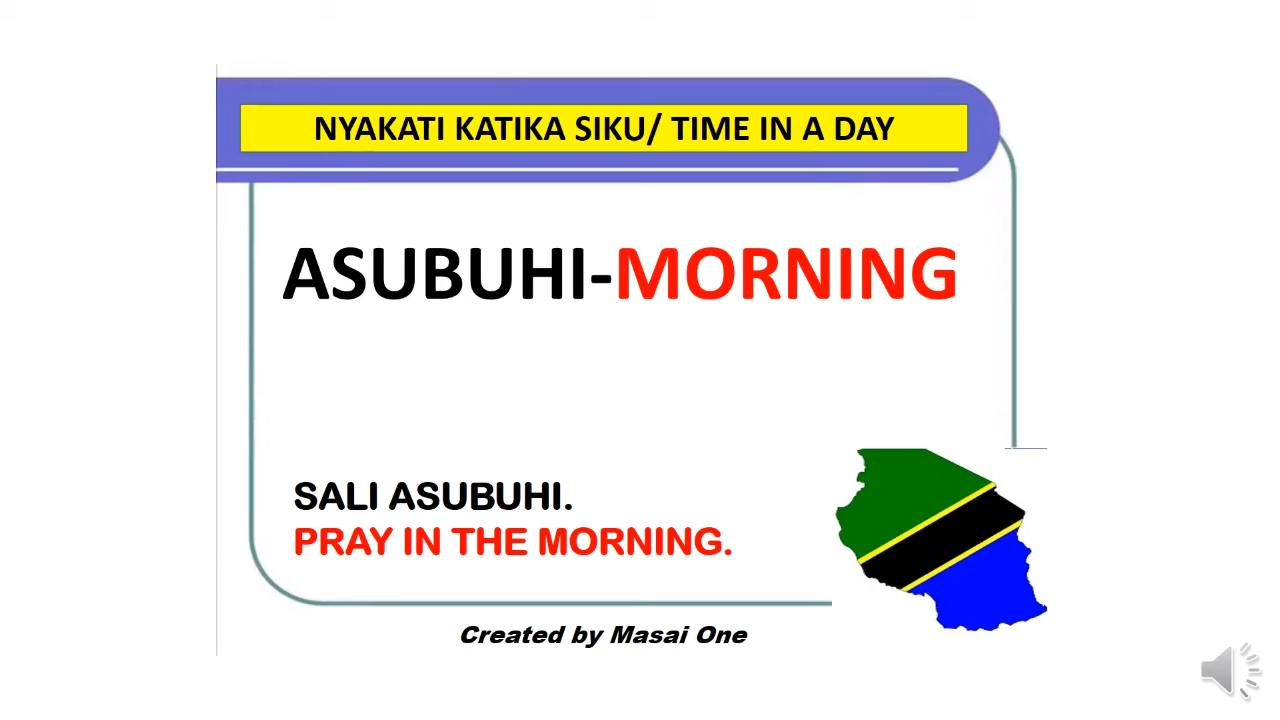 NYAKATI KATIKA SIKU/ TIME IN A DAY
ASUBUHI-MORNING
SALI ASUBUHI.
PRAY IN THE MORNING.
Created by Masai One